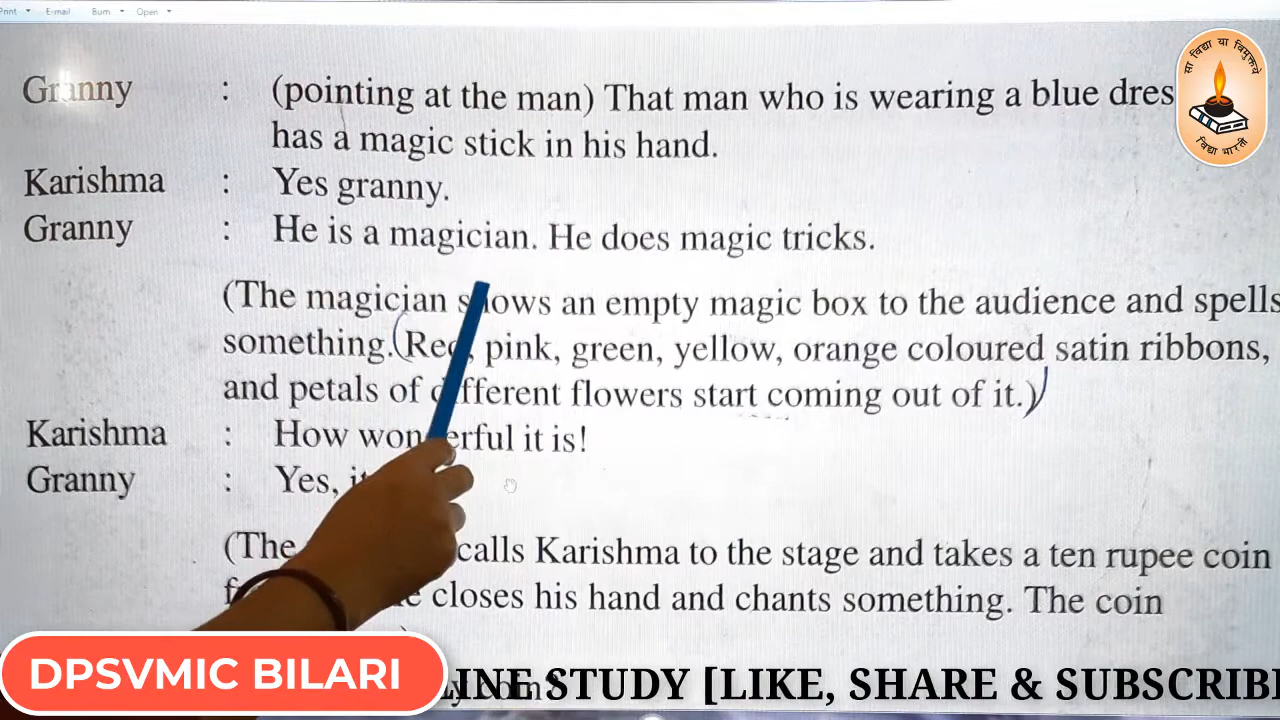 Print E-mail Burn Open
Granny : (pointing at the man) That man who is wearing a blue dres
has a magic stick in his hand.
Karishma : Yes granny.
Granny : He is a magician. He does magic tricks.
(The magician shows an empty magic box to the audience and spells
something.(Red, pink, green, yellow, orange coloured satin ribbons,
and petals of different flowers start coming out of it.)
Karishma : How wonderful it is!
Granny : Yes, it
(The calls Karishma to the stage and takes a ten rupee coin
closes his hand and chants something. The coin
सा विद्या या विमुक्तये
विद्या भारती
DPSVMIC BILARI
LINE STUDY [LIKE, SHARE & SUBSCRIB